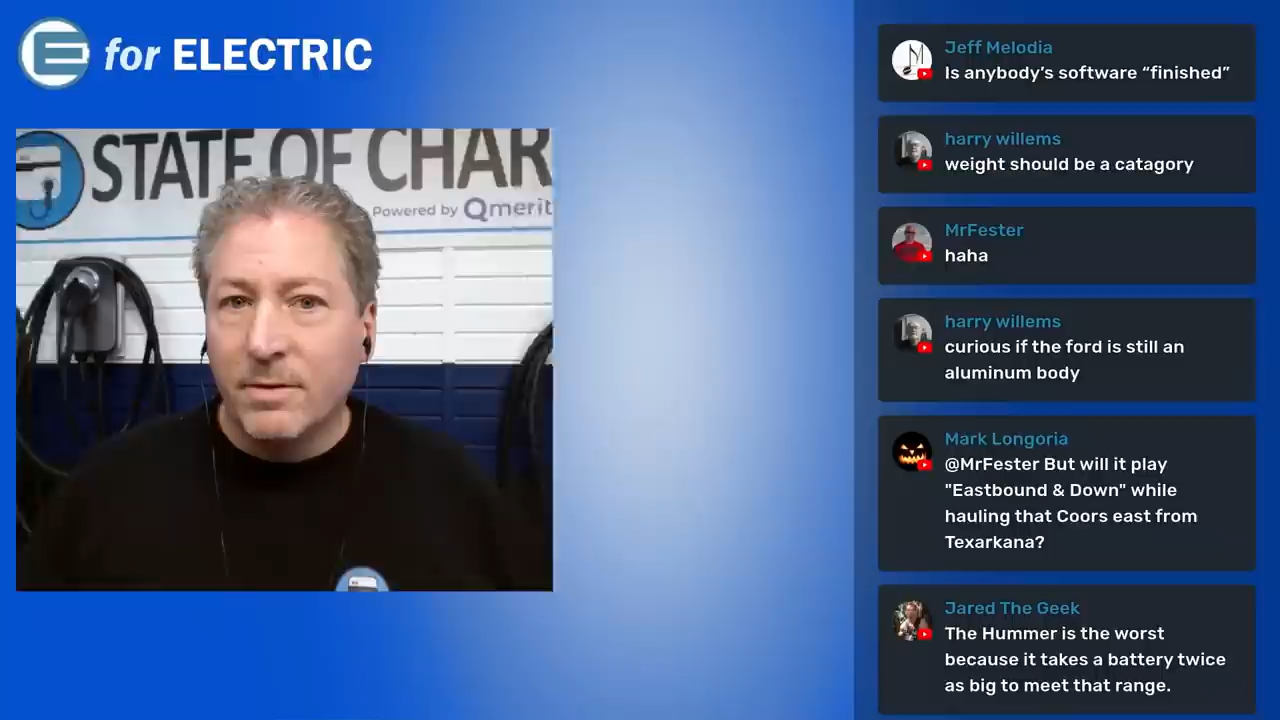 E for ELECTRIC
STATE OF CHAR
Powered by Qmerit
Jeff Melodia
Is anybody’s software “finished”
harry willems
weight should be a catagory
MrFester
haha
harry willems
curious if the ford is still an
aluminum body
Mark Longoria
@MrFester But will it play
"Eastbound & Down" while
hauling that Coors east from
Texarkana?
Jared The Geek
The Hummer is the worst
because it takes a battery twice
as big to meet that range.